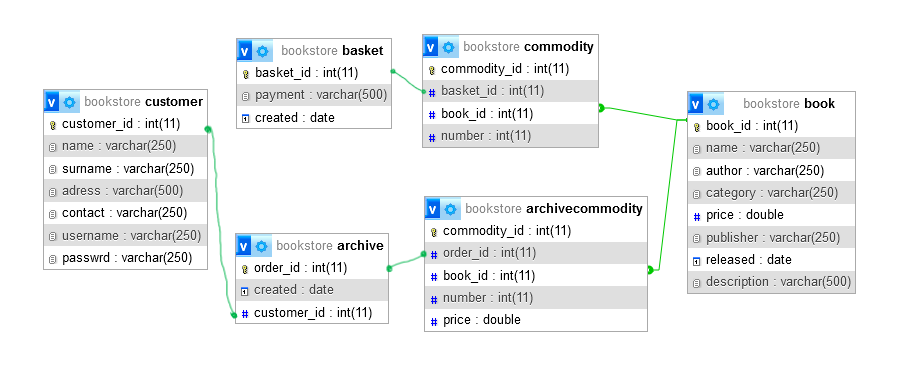 bookstore customer
customer_id : int(11)
name : varchar(250)
surname : varchar(250)
adress : varchar(500)
contact : varchar(250)
username : varchar(250)
passwrd : varchar(250)
v bookstore basket
basket_id : int(11)
payment : varchar(500)
created : date
v bookstore archive
order_id : int(11)
created : date
# customer_id : int(11)
v bookstore commodity
commodity_id : int(11)
# basket_id : int(11)
# book_id : int(11)
# number : int(11)
v bookstore archivecommodity
commodity_id : int(11)
# order_id : int(11)
# book_id : int(11)
# number : int(11)
# price : double
v bookstore book
book_id : int(11)
name : varchar(250)
author : varchar(250)
category : varchar(250)
# price : double
publisher : varchar(250)
released : date
description : varchar(500)